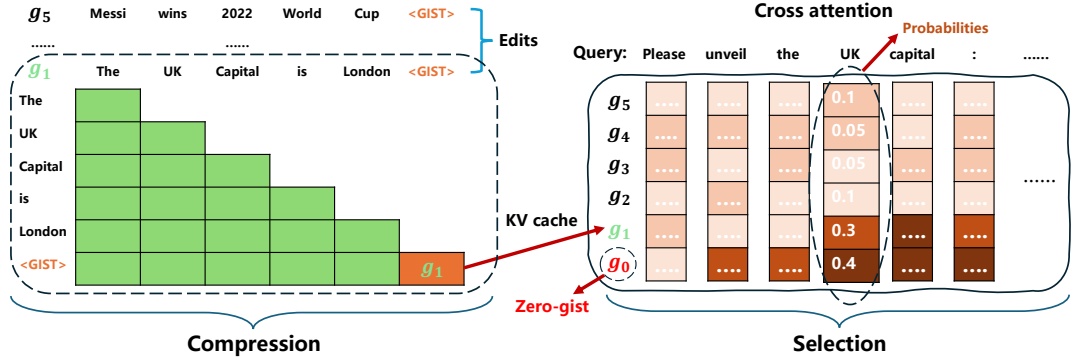 g5 Messi wins 2022 World Cup <GIST>
...... ......
Edits
g1 The UK Capital is London <GIST>
The
UK
Capital
is
London
<GIST> g1
KV cache
Compression
Cross attention
Probabilities
Query: Please unveil the UK capital : ......
g5 .... .... .... 0.1 .... ....
g4 .... .... .... 0.05 .... ....
g3 .... .... .... 0.05 .... .... ......
g2 .... .... .... 0.1 .... ....
g1 .... .... .... 0.3 .... ....
g0 .... .... .... 0.4 .... ....
Zero-gist
Selection